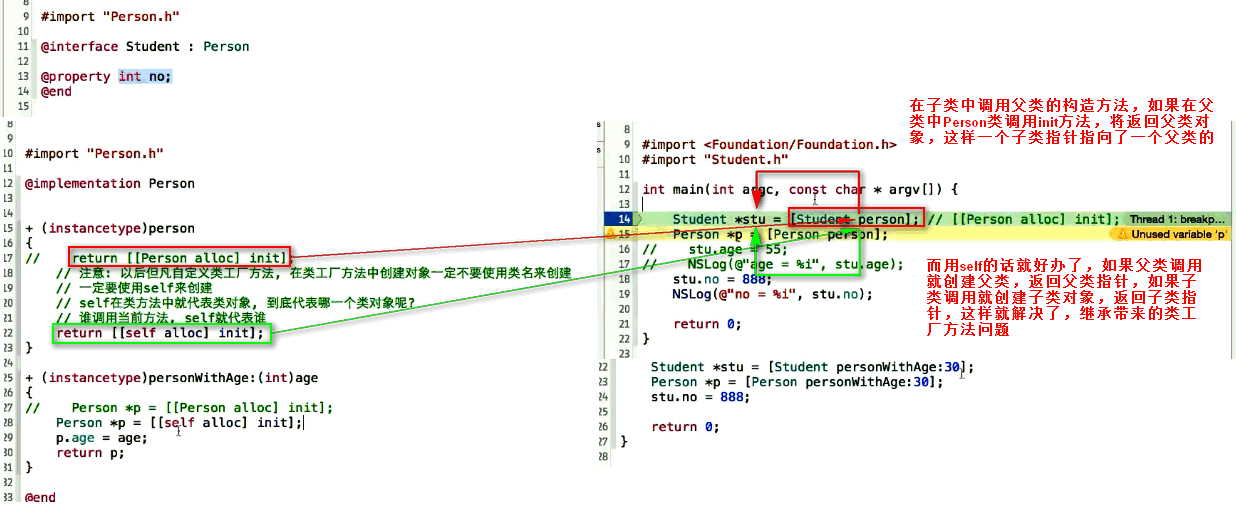 8
9 #import "Person.h"
10
11 @interface Student : Person
12
13 @property int no;
14 @end
15
8
9
10 #import "Person.h"
11
12 @implementation Person
13
14
15 + (instancetype)person
16 {
17 // return [[Person alloc] init];
18 // 注意: 以后但凡自定义类工厂方法, 在类工厂方法中创建对象一定不要使用类名来创建
19 // 一定要使用self来创建
20 // self在类方法中就代表类对象, 到底代表哪一个类对象呢?
21 // 谁调用当前方法, self就代表谁
22 return [[self alloc] init];
23 }
24
25 + (instancetype)personWithAge:(int)age
26 {
27 // Person *p = [[Person alloc] init];
28 Person *p = [[self alloc] init];
29 p.age = age;
30 return p;
31 }
32
33 @end
在子类中调用父类的构造方法，如果在父
类中Person类调用init方法，将返回父类对
象，这样一个子类指针指向了一个父类的
8
9 #import <Foundation/Foundation.h>
10 #import "Student.h"
11
12 int main(int argc, const char * argv[]) {
13
14 Student *stu = [Student person]; // [[Person alloc] init]; Thread 1: breakp...
15 Person *p = [Person person]; Unused variable 'p'
16 // stu.age = 55;
17 // NSLog(@"age = %i", stu.age);
18 stu.no = 888;
19 NSLog(@"no = %i", stu.no);
20
21 return 0;
22 }
23
而用self的话就好办了，如果父类调用
就创建父类，返回父类指针，如果子
类调用就创建子类对象，返回子类指
针，这样就解决了，继承带来的类工
厂方法问题
22 Student *stu = [Student personWithAge:30];
23 Person *p = [Person personWithAge:30];
24 stu.no = 888;
25
26 return 0;
27 }
28